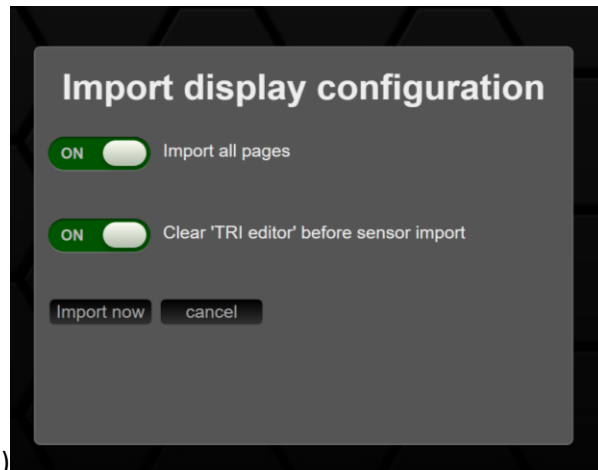 Import display configuration
ON Import all pages
ON Clear 'TRI editor' before sensor import
Import now cancel
)